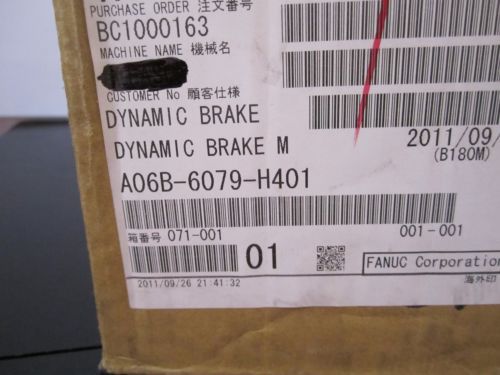 PURCHASE ORDER 注文番号
BC1000163
MACHINE NAME 機械名
CUSTOMER No 顧客仕様
DYNAMIC BRAKE
DYNAMIC BRAKE M 2011/09/
(B180M)
A06B-6079-H401
箱番号 071-001 001-001
01 FANUC Corporation
2011/09/26 21:41:32 海外印